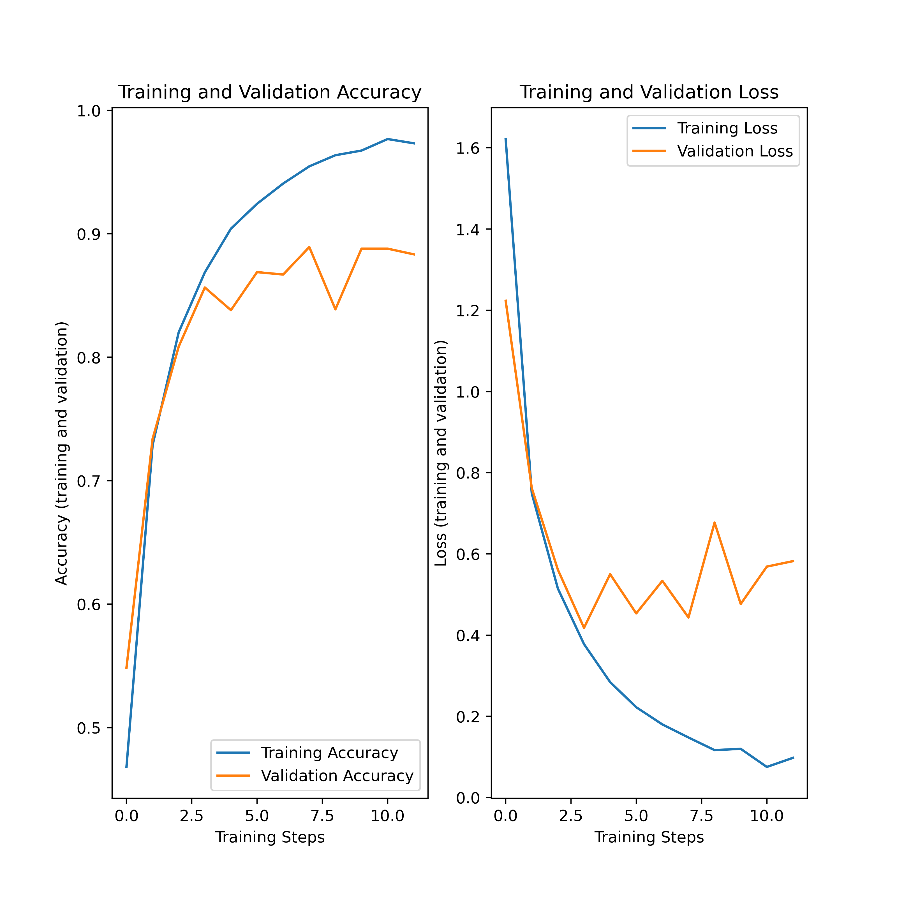 Training and Validation Accuracy
1.0
0.9
0.8
0.7
0.6
0.5
Accuracy (training and validation)
Training Accuracy
Validation Accuracy
0.0 2.5 5.0 7.5 10.0
Training Steps
Training and Validation Loss
1.6
1.4
1.2
1.0
0.8
0.6
0.4
0.2
0.0
Loss (training and validation)
Training Loss
Validation Loss
0.0 2.5 5.0 7.5 10.0
Training Steps